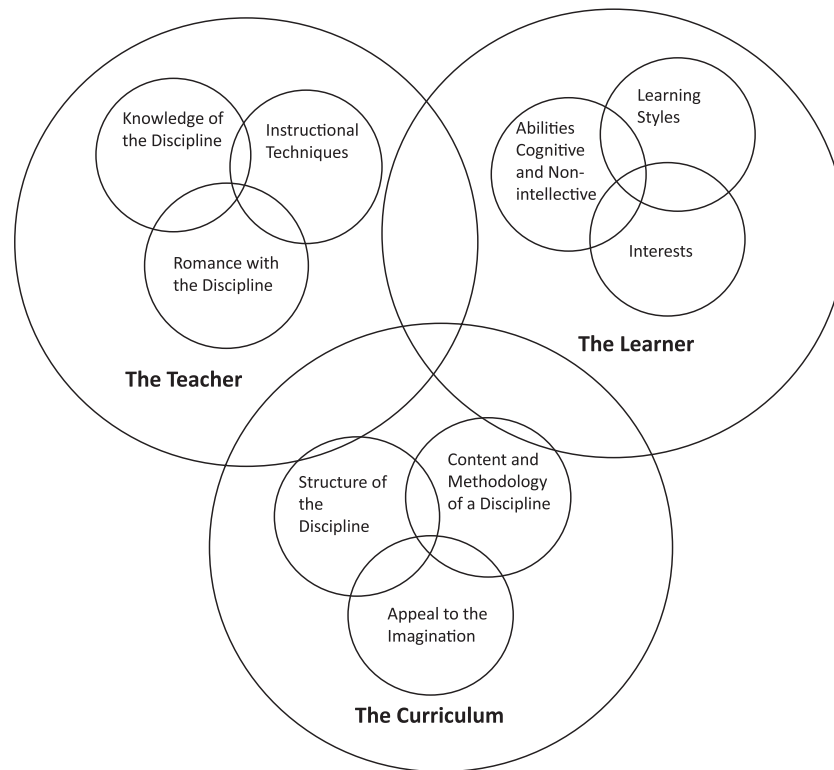 Knowledge of
the Discipline
Instructional
Techniques
Romance with
the Discipline
The Teacher
Learning
Styles
Abilities
Cognitive
and Non-
intellective
Interests
The Learner
Structure of
the
Discipline
Content and
Methodology
of a Discipline
Appeal to the
Imagination
The Curriculum